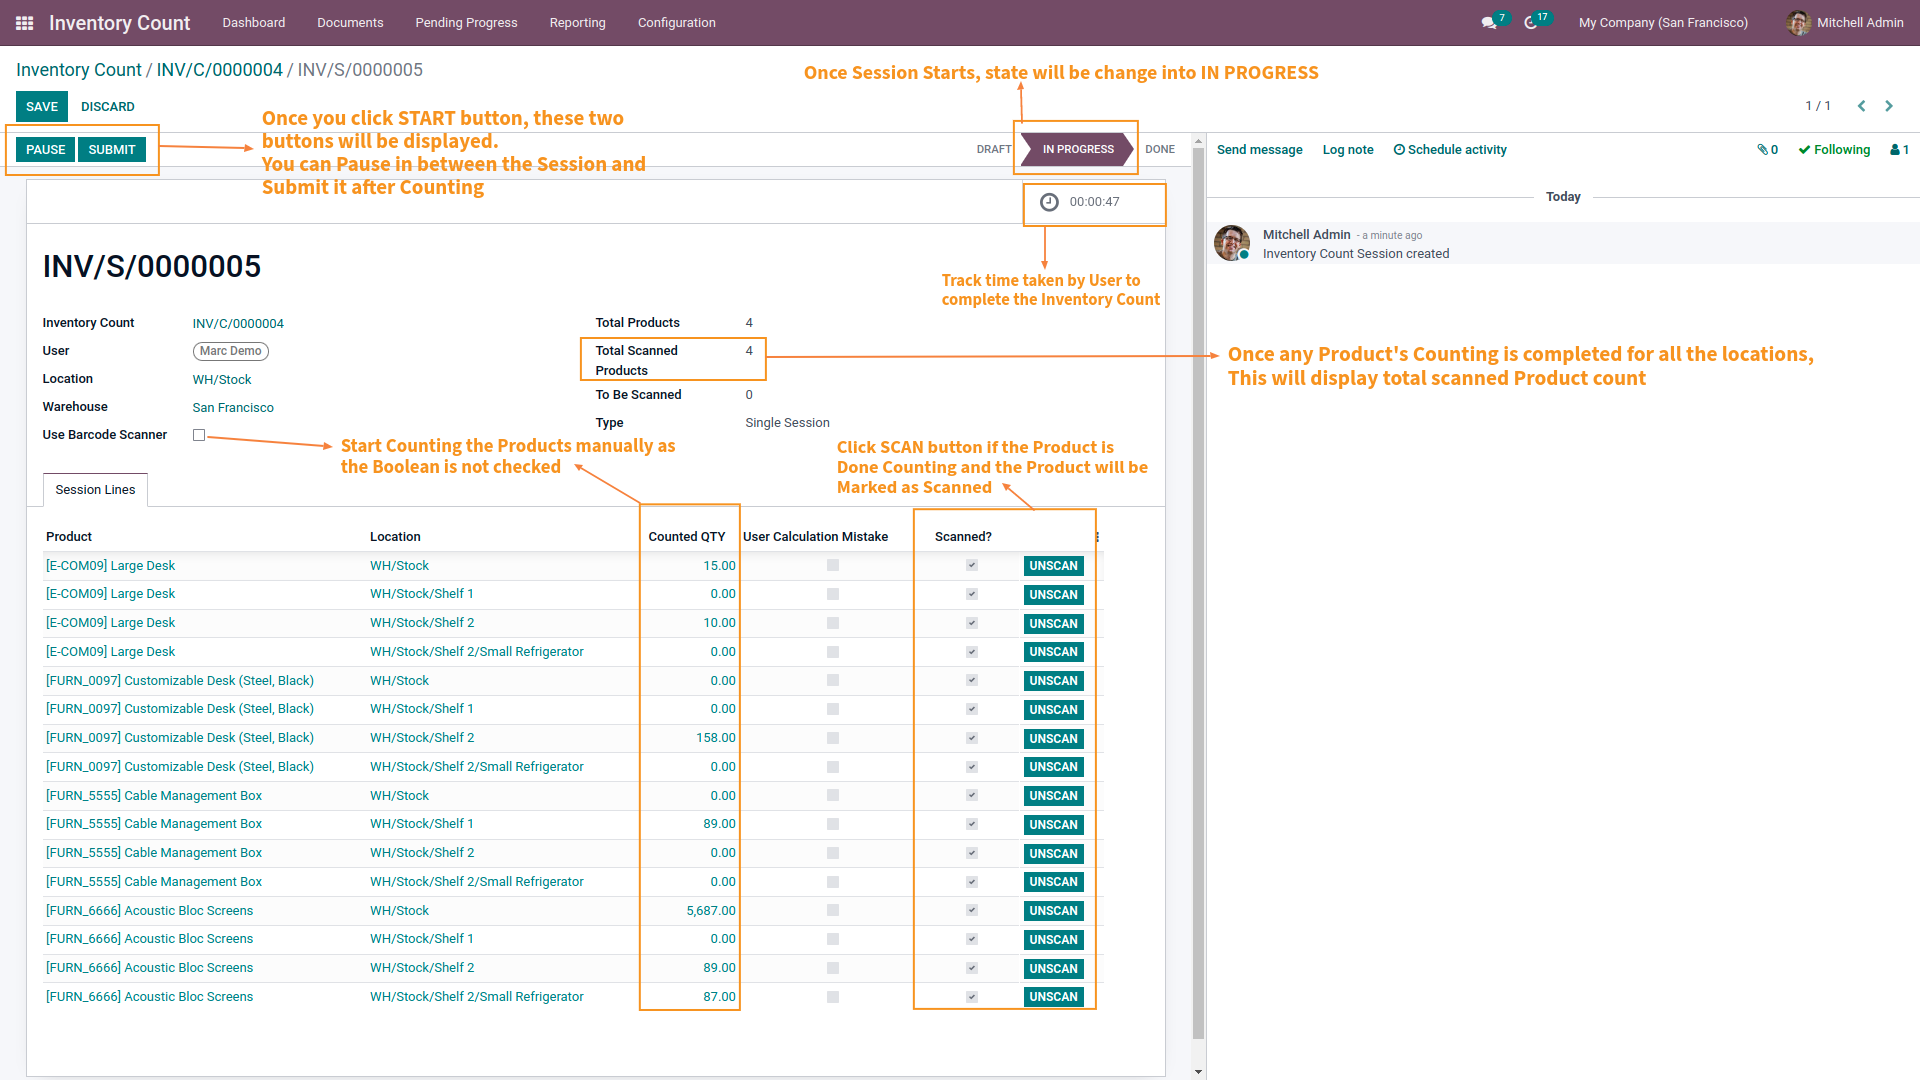 Inventory Count Dashboard Documents Pending Progress Reporting Configuration 7 17 My Company (San Francisco) Mitchell Admin
Inventory Count / INV/C/0000004 / INV/S/0000005
Once Session Starts, state will be change into IN PROGRESS
SAVE DISCARD
1 / 1
Once you click START button, these two
buttons will be displayed.
You can Pause in between the Session and
Submit it after Counting
PAUSE SUBMIT
DRAFT IN PROGRESS DONE
Send message Log note Schedule activity 0 Following 1
00:00:47
Today
Mitchell Admin - a minute ago
Inventory Count Session created
INV/S/0000005
Track time taken by User to
complete the Inventory Count
Inventory Count INV/C/0000004
User Marc Demo
Location WH/Stock
Warehouse San Francisco
Use Barcode Scanner
Total Products 4
Total Scanned 4
Products
To Be Scanned 0
Type Single Session
Once any Product's Counting is completed for all the locations,
This will display total scanned Product count
Start Counting the Products manually as
the Boolean is not checked
Click SCAN button if the Product is
Done Counting and the Product will be
Marked as Scanned
Session Lines
Product Location Counted QTY User Calculation Mistake Scanned?
[E-COM09] Large Desk WH/Stock 15.00 UNSCAN
[E-COM09] Large Desk WH/Stock/Shelf 1 0.00 UNSCAN
[E-COM09] Large Desk WH/Stock/Shelf 2 10.00 UNSCAN
[E-COM09] Large Desk WH/Stock/Shelf 2/Small Refrigerator 0.00 UNSCAN
[FURN_0097] Customizable Desk (Steel, Black) WH/Stock 0.00 UNSCAN
[FURN_0097] Customizable Desk (Steel, Black) WH/Stock/Shelf 1 0.00 UNSCAN
[FURN_0097] Customizable Desk (Steel, Black) WH/Stock/Shelf 2 158.00 UNSCAN
[FURN_0097] Customizable Desk (Steel, Black) WH/Stock/Shelf 2/Small Refrigerator 0.00 UNSCAN
[FURN_5555] Cable Management Box WH/Stock 0.00 UNSCAN
[FURN_5555] Cable Management Box WH/Stock/Shelf 1 89.00 UNSCAN
[FURN_5555] Cable Management Box WH/Stock/Shelf 2 0.00 UNSCAN
[FURN_5555] Cable Management Box WH/Stock/Shelf 2/Small Refrigerator 0.00 UNSCAN
[FURN_6666] Acoustic Bloc Screens WH/Stock 5,687.00 UNSCAN
[FURN_6666] Acoustic Bloc Screens WH/Stock/Shelf 1 0.00 UNSCAN
[FURN_6666] Acoustic Bloc Screens WH/Stock/Shelf 2 89.00 UNSCAN
[FURN_6666] Acoustic Bloc Screens WH/Stock/Shelf 2/Small Refrigerator 87.00 UNSCAN